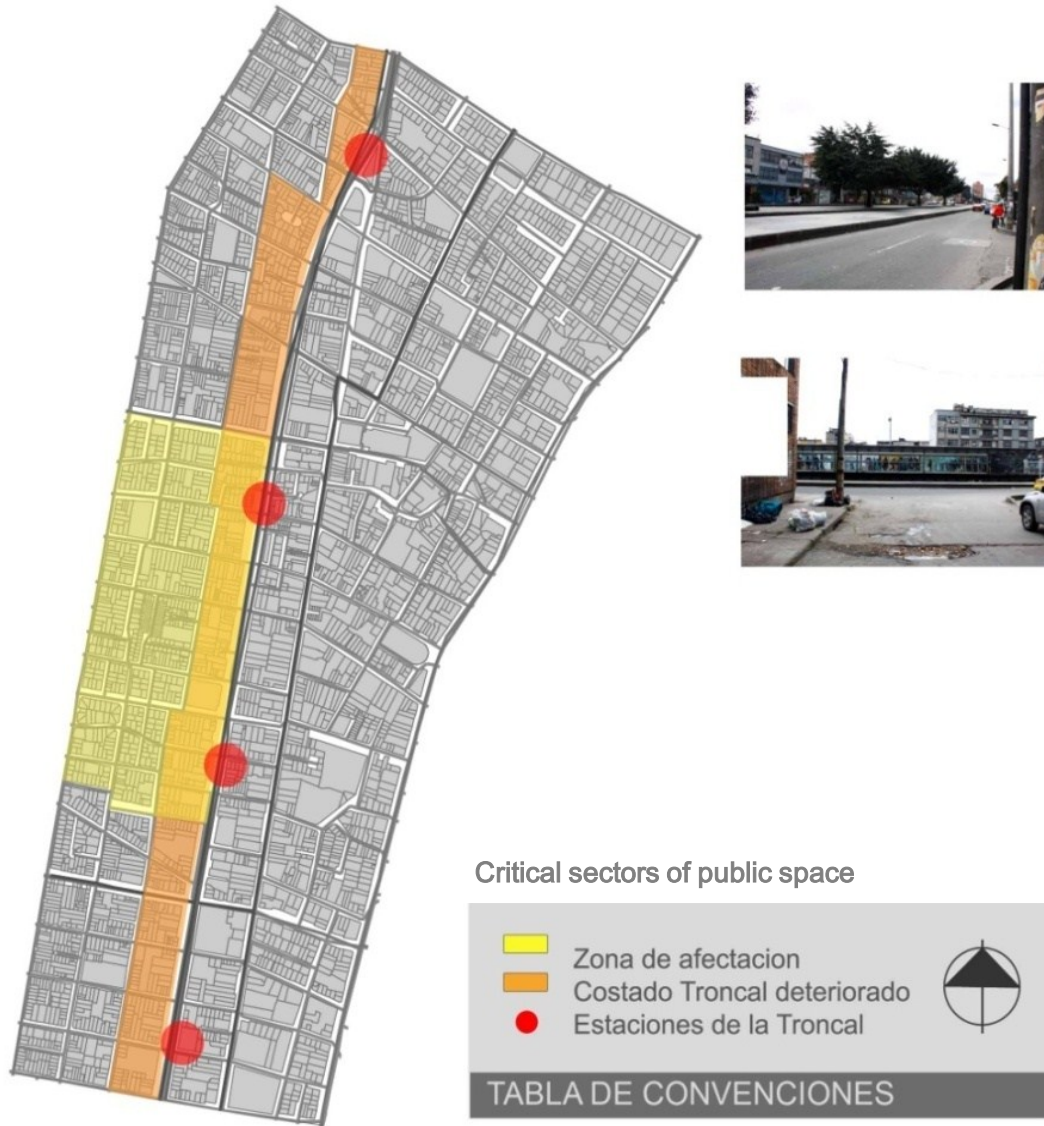 Critical sectors of public space
Zona de afectacion
Costado Troncal deteriorado
Estaciones de la Troncal
TABLA DE CONVENCIONES